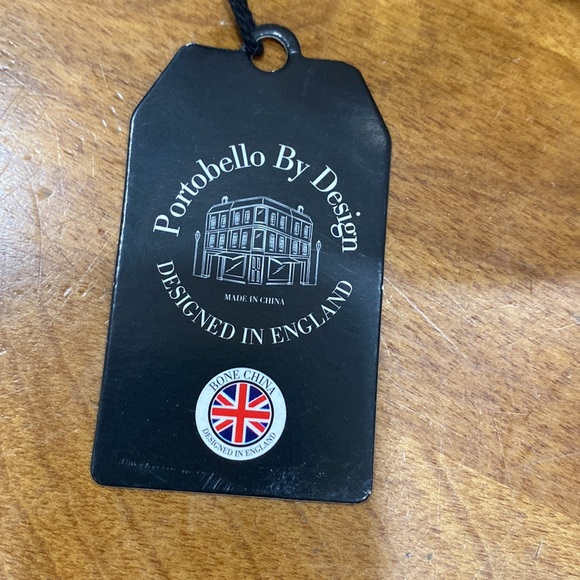 Portobello By Design
MADE IN CHINA
DESIGNED IN ENGLAND
BONE CHINA
DESIGNED IN ENGLAND